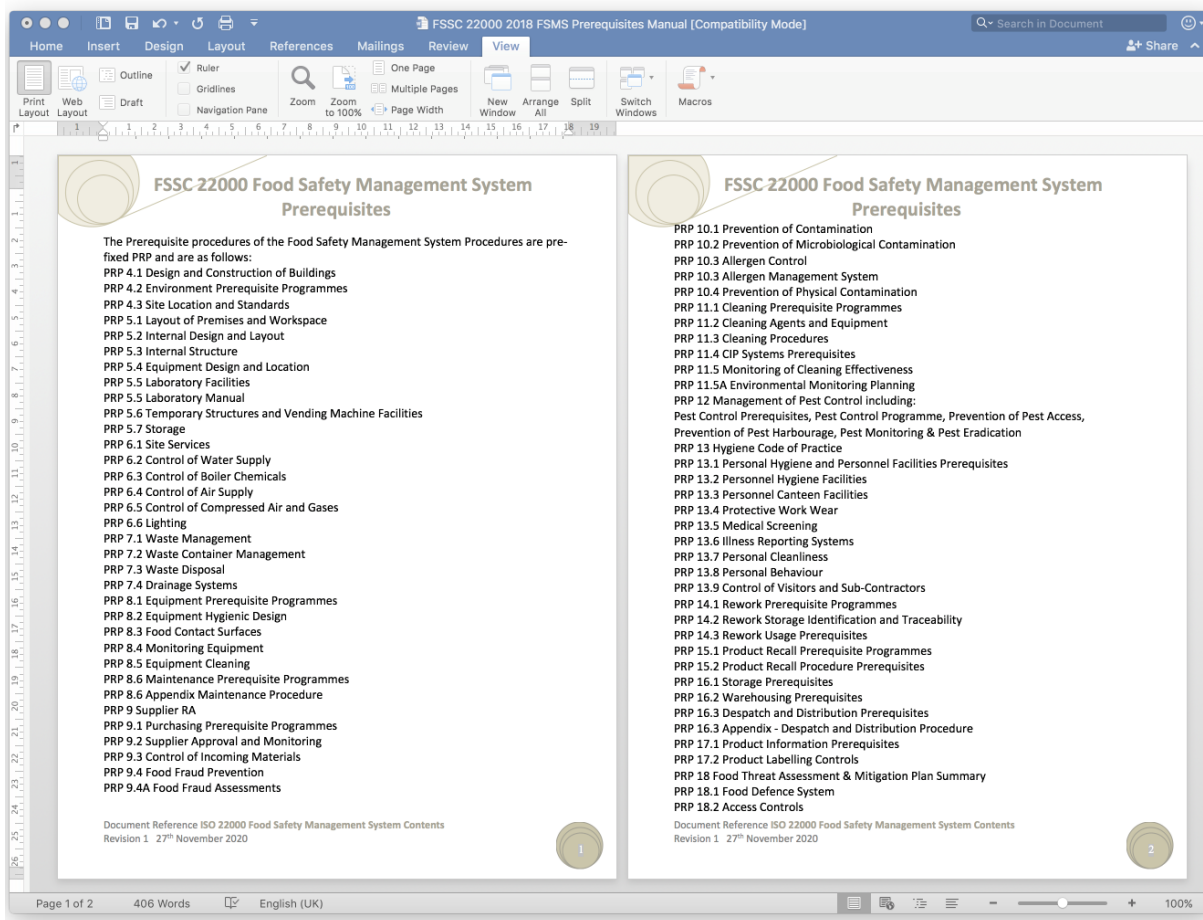 FSSC 22000 2018 FSMS Prerequisites Manual [Compatibility Mode]
Search in Document
Home Insert Design Layout References Mailings Review View
Share
Print Layout
Web Layout
Outline
Draft
Ruler
Gridlines
Navigation Pane
Zoom
Zoom to 100%
One Page
Multiple Pages
Page Width
New Window
Arrange All
Split
Switch Windows
Macros
1 1 2 3 4 5 6 7 8 9 10 11 12 13 14 15 16 17 18 19
FSSC 22000 Food Safety Management System
Prerequisites
The Prerequisite procedures of the Food Safety Management System Procedures are pre-
fixed PRP and are as follows:
PRP 4.1 Design and Construction of Buildings
PRP 4.2 Environment Prerequisite Programmes
PRP 4.3 Site Location and Standards
PRP 5.1 Layout of Premises and Workspace
PRP 5.2 Internal Design and Layout
PRP 5.3 Internal Structure
PRP 5.4 Equipment Design and Location
PRP 5.5 Laboratory Facilities
PRP 5.5 Laboratory Manual
PRP 5.6 Temporary Structures and Vending Machine Facilities
PRP 5.7 Storage
PRP 6.1 Site Services
PRP 6.2 Control of Water Supply
PRP 6.3 Control of Boiler Chemicals
PRP 6.4 Control of Air Supply
PRP 6.5 Control of Compressed Air and Gases
PRP 6.6 Lighting
PRP 7.1 Waste Management
PRP 7.2 Waste Container Management
PRP 7.3 Waste Disposal
PRP 7.4 Drainage Systems
PRP 8.1 Equipment Prerequisite Programmes
PRP 8.2 Equipment Hygienic Design
PRP 8.3 Food Contact Surfaces
PRP 8.4 Monitoring Equipment
PRP 8.5 Equipment Cleaning
PRP 8.6 Maintenance Prerequisite Programmes
PRP 8.6 Appendix Maintenance Procedure
PRP 9 Supplier RA
PRP 9.1 Purchasing Prerequisite Programmes
PRP 9.2 Supplier Approval and Monitoring
PRP 9.3 Control of Incoming Materials
PRP 9.4 Food Fraud Prevention
PRP 9.4A Food Fraud Assessments
Document Reference ISO 22000 Food Safety Management System Contents
Revision 1 27th November 2020
1
FSSC 22000 Food Safety Management System
Prerequisites
PRP 10.1 Prevention of Contamination
PRP 10.2 Prevention of Microbiological Contamination
PRP 10.3 Allergen Control
PRP 10.3 Allergen Management System
PRP 10.4 Prevention of Physical Contamination
PRP 11.1 Cleaning Prerequisite Programmes
PRP 11.2 Cleaning Agents and Equipment
PRP 11.3 Cleaning Procedures
PRP 11.4 CIP Systems Prerequisites
PRP 11.5 Monitoring of Cleaning Effectiveness
PRP 11.5A Environmental Monitoring Planning
PRP 12 Management of Pest Control including:
Pest Control Prerequisites, Pest Control Programme, Prevention of Pest Access,
Prevention of Pest Harbourage, Pest Monitoring & Pest Eradication
PRP 13 Hygiene Code of Practice
PRP 13.1 Personal Hygiene and Personnel Facilities Prerequisites
PRP 13.2 Personnel Hygiene Facilities
PRP 13.3 Personnel Canteen Facilities
PRP 13.4 Protective Work Wear
PRP 13.5 Medical Screening
PRP 13.6 Illness Reporting Systems
PRP 13.7 Personal Cleanliness
PRP 13.8 Personal Behaviour
PRP 13.9 Control of Visitors and Sub-Contractors
PRP 14.1 Rework Prerequisite Programmes
PRP 14.2 Rework Storage Identification and Traceability
PRP 14.3 Rework Usage Prerequisites
PRP 15.1 Product Recall Prerequisite Programmes
PRP 15.2 Product Recall Procedure Prerequisites
PRP 16.1 Storage Prerequisites
PRP 16.2 Warehousing Prerequisites
PRP 16.3 Despatch and Distribution Prerequisites
PRP 16.3 Appendix - Despatch and Distribution Procedure
PRP 17.1 Product Information Prerequisites
PRP 17.2 Product Labelling Controls
PRP 18 Food Threat Assessment & Mitigation Plan Summary
PRP 18.1 Food Defence System
PRP 18.2 Access Controls
Document Reference ISO 22000 Food Safety Management System Contents
Revision 1 27th November 2020
2
Page 1 of 2 406 Words English (UK) 100%